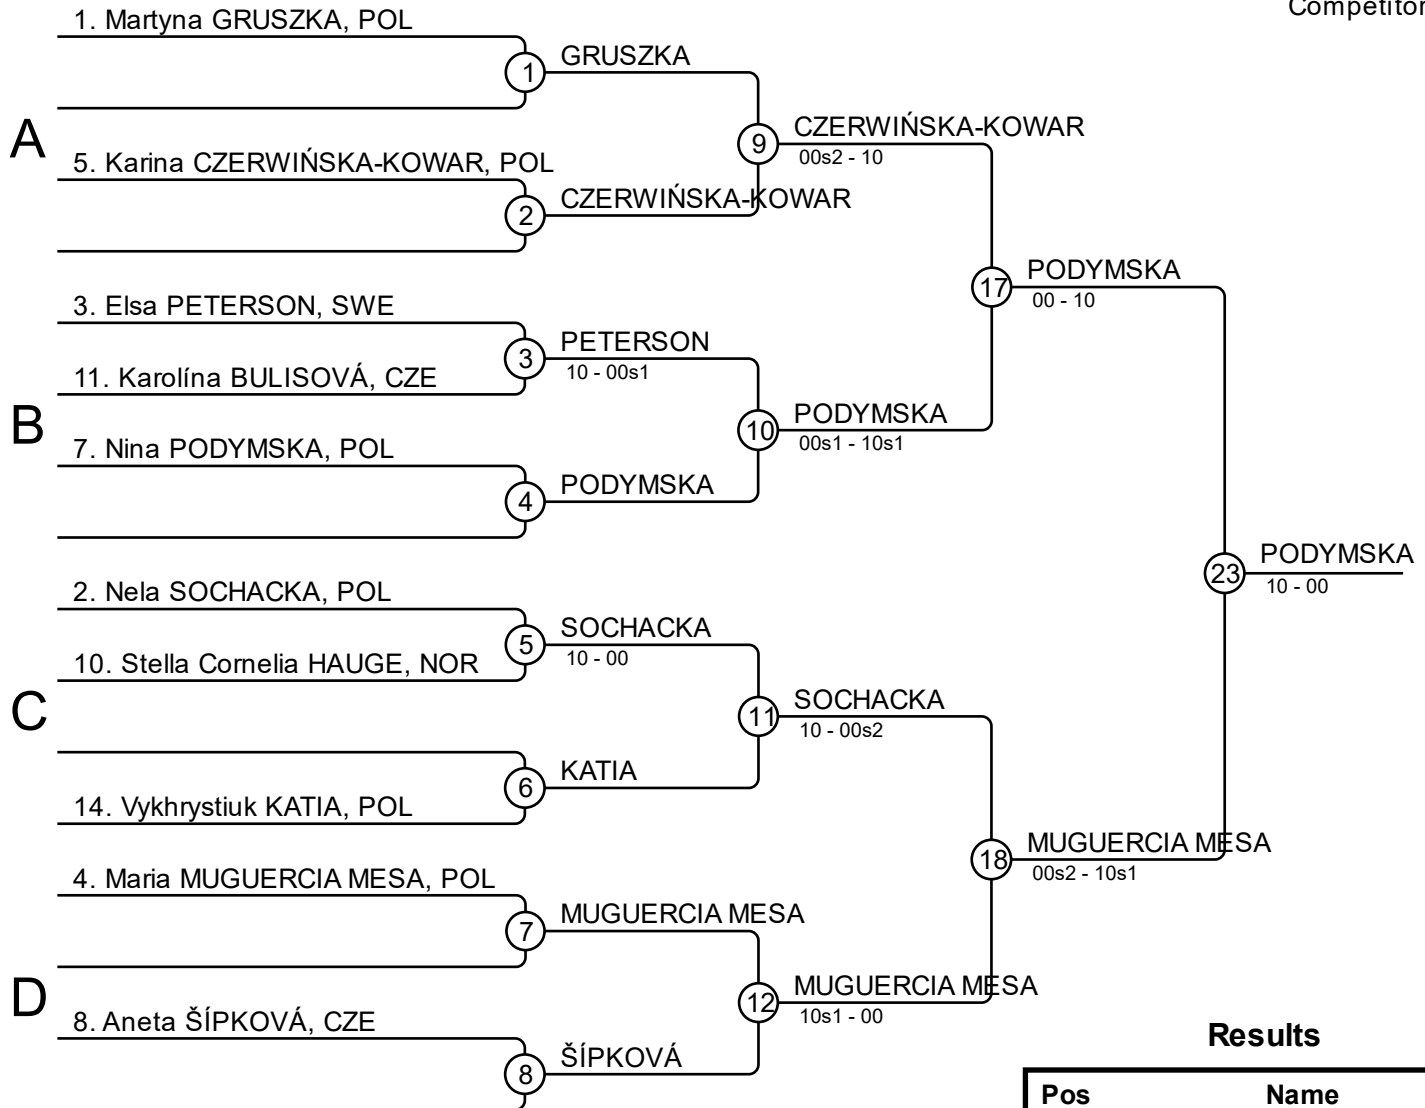 Competitor
1. Martyna GRUSZKA, POL
1
GRUSZKA
A
9
CZERWIŃSKA-KOWAR
00s2 - 10
5. Karina CZERWIŃSKA-KOWAR, POL
2
CZERWIŃSKA-KOWAR
17
PODYMSKA
00 - 10
3. Elsa PETERSON, SWE
3
PETERSON
10 - 00s1
11. Karolína BULISOVÁ, CZE
B
10
PODYMSKA
00s1 - 10s1
7. Nina PODYMSKA, POL
4
PODYMSKA
23
PODYMSKA
10 - 00
2. Nela SOCHACKA, POL
5
SOCHACKA
10 - 00
10. Stella Cornelia HAUGE, NOR
C
11
SOCHACKA
10 - 00s2
6
KATIA
14. Vykhrystiuk KATIA, POL
18
MUGUERCIA MESA
00s2 - 10s1
4. Maria MUGUERCIA MESA, POL
7
MUGUERCIA MESA
D
12
MUGUERCIA MESA
10s1 - 00
8. Aneta ŠÍPKOVÁ, CZE
8
ŠÍPKOVÁ
Results
Pos Name